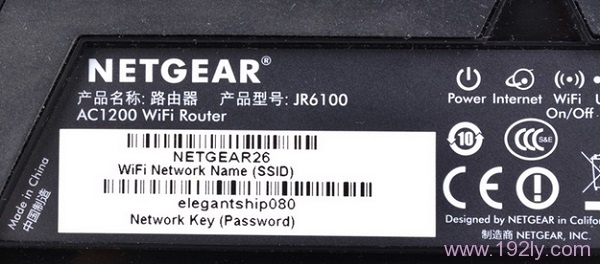 NETGEAR®
产品名称: 路由器 产品型号: JR6100
AC1200 WiFi Router
Power Internet WiFi
On/Off
NETGEAR26
WiFi Network Name (SSID)
elegantship080
Network Key (Password)
Made in China
中国制造
10
CCC S&E
Designed by NETGEAR in
制造商 NETGEAR, INC.
www.192ly.com